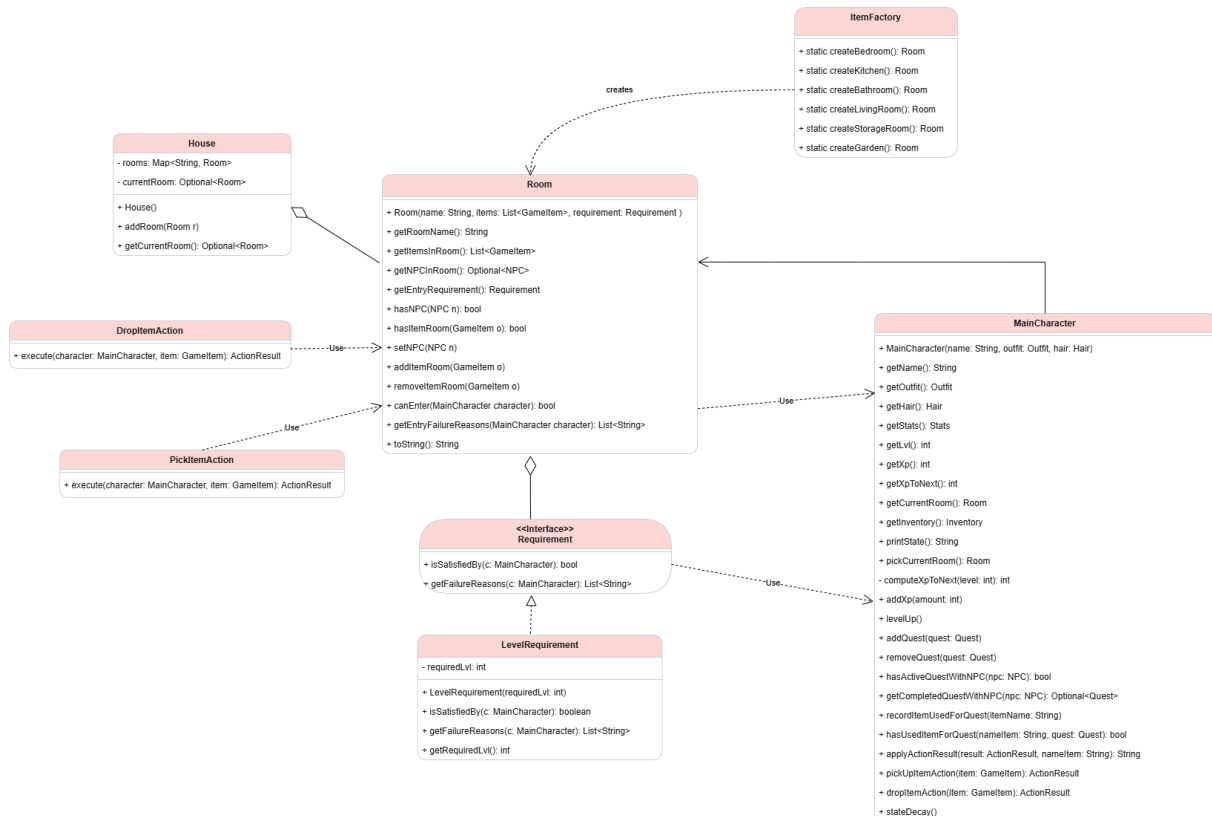 ItemFactory
+ static createBedroom(): Room
+ static createKitchen(): Room
+ static createBathroom(): Room
+ static createLivingRoom(): Room
+ static createStorageRoom(): Room
+ static createGarden(): Room
creates
House
- rooms: Map<String, Room>
- currentRoom: Optional<Room>
+ House()
+ addRoom(Room r)
+ getCurrentRoom(): Optional<Room>
Room
+ Room(name: String, items: List<GameItem>, requirement: Requirement )
+ getRoomName(): String
+ getItemsInRoom(): List<GameItem>
+ getNPCInRoom(): Optional<NPC>
+ getEntryRequirement(): Requirement
+ hasNPC(NPC n): bool
+ hasItemRoom(GameItem o): bool
+ setNPC(NPC n)
+ addItemRoom(GameItem o)
+ removeItemRoom(GameItem o)
+ canEnter(MainCharacter character): bool
+ getEntryFailureReasons(MainCharacter character): List<String>
+ toString(): String
DropItemAction
+ execute(character: MainCharacter, item: GameItem): ActionResult
Use
PickItemAction
+ execute(character: MainCharacter, item: GameItem): ActionResult
Use
Use
<<Interface>>
Requirement
+ isSatisfiedBy(c: MainCharacter): bool
+ getFailureReasons(c: MainCharacter): List<String>
Use
LevelRequirement
- requiredLvl: int
+ LevelRequirement(requiredLvl: int)
+ isSatisfiedBy(c: MainCharacter): boolean
+ getFailureReasons(c: MainCharacter): List<String>
+ getRequiredLvl(): int
MainCharacter
+ MainCharacter(name: String, outfit: Outfit, hair: Hair)
+ getName(): String
+ getOutfit(): Outfit
+ getHair(): Hair
+ getStats(): Stats
+ getLvl(): int
+ getXp(): int
+ getXpToNext(): int
+ getCurrentRoom(): Room
+ getInventory(): Inventory
+ printState(): String
+ pickCurrentRoom(): Room
- computeXpToNext(level: int): int
+ addXp(amount: int)
+ levelUp()
+ addQuest(quest: Quest)
+ removeQuest(quest: Quest)
+ hasActiveQuestWithNPC(npc: NPC): bool
+ getCompletedQuestWithNPC(npc: NPC): Optional<Quest>
+ recordItemUsedForQuest(itemName: String)
+ hasUsedItemForQuest(nameItem: String, quest: Quest): bool
+ applyActionResult(result: ActionResult, nameItem: String): String
+ pickUpItemAction(item: GameItem): ActionResult
+ dropItemAction(item: GameItem): ActionResult
+ stateDecay()